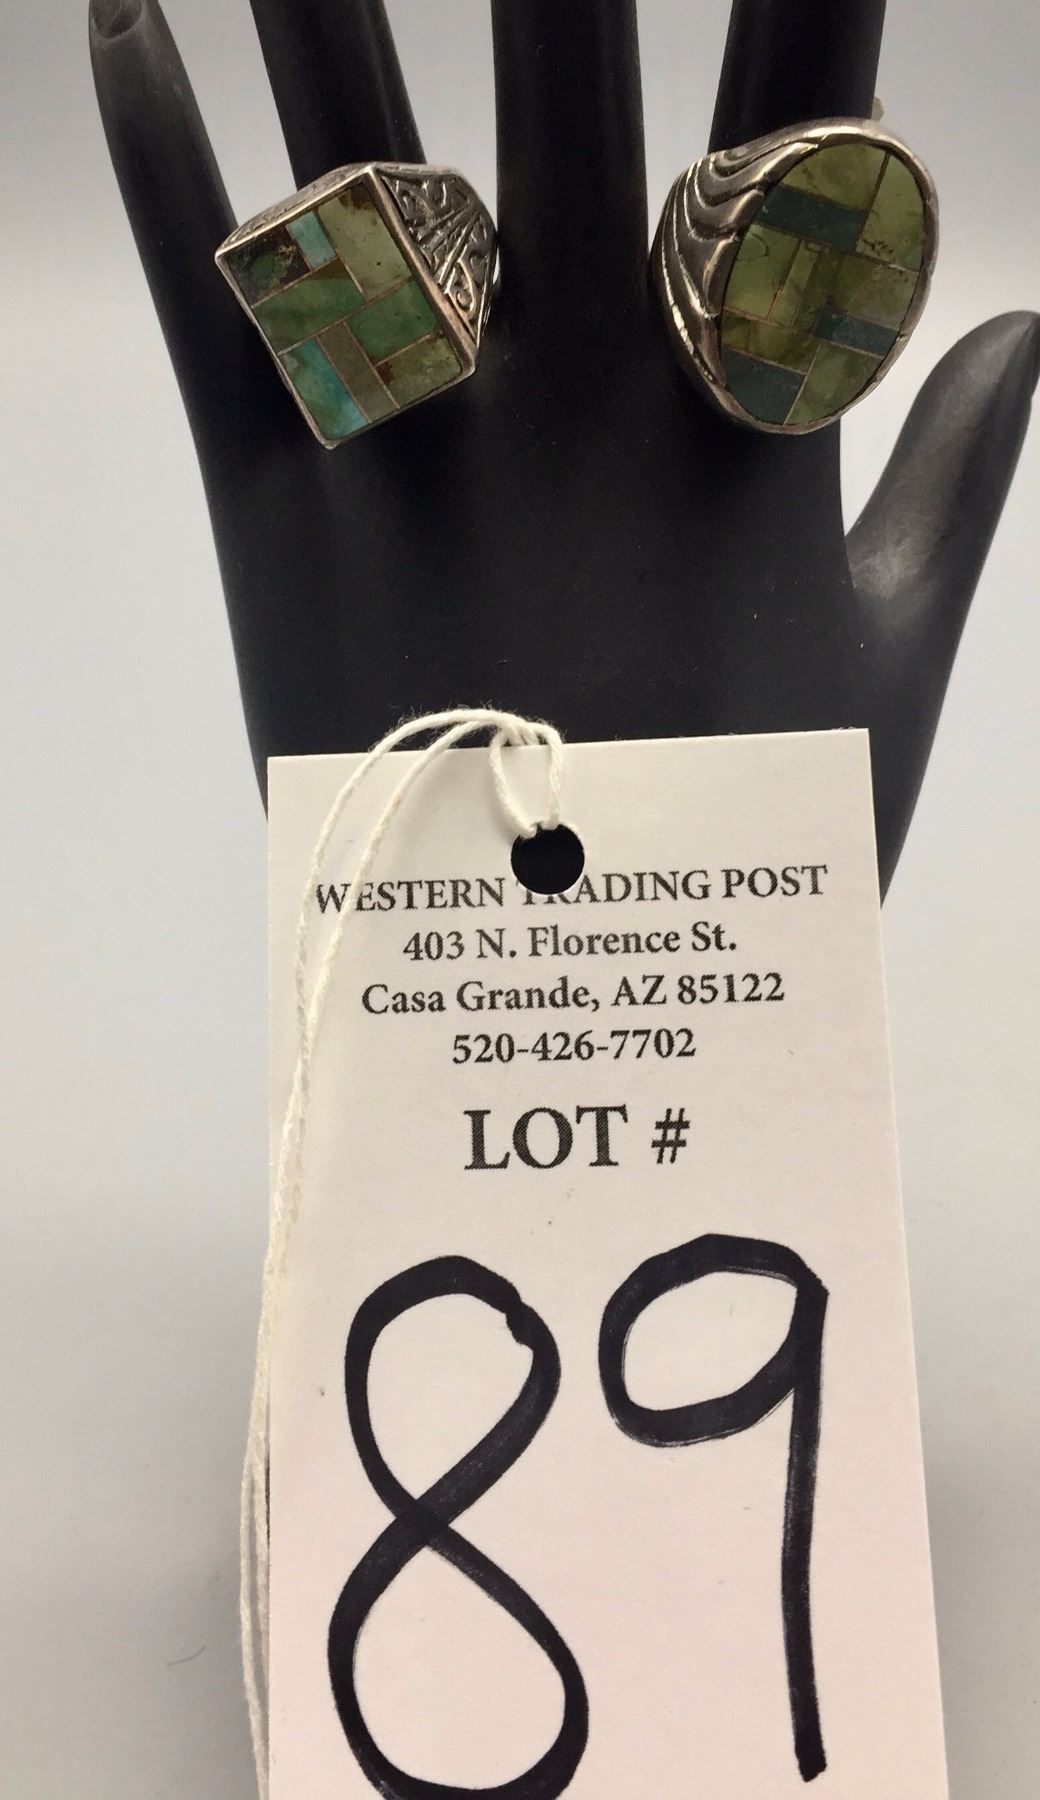 WESTERN TRADING POST
403 N. Florence St.
Casa Grande, AZ 85122
520-426-7702
LOT #
89